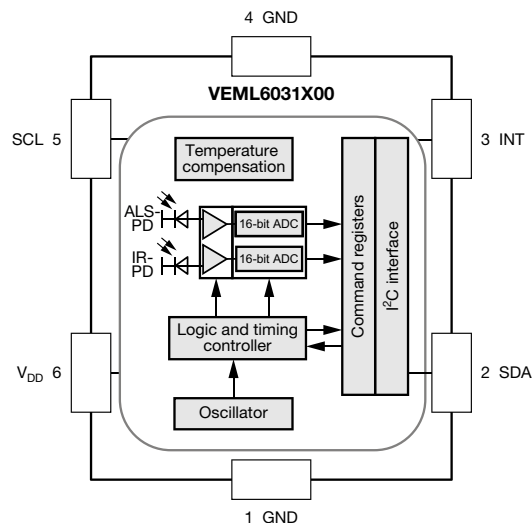 4 GND
VEML6031X00
SCL 5
3 INT
Temperature
compensation
ALS-
PD
16-bit ADC
IR-
PD
16-bit ADC
Command registers
I²C interface
Logic and timing
controller
V_DD 6
2 SDA
Oscillator
1 GND